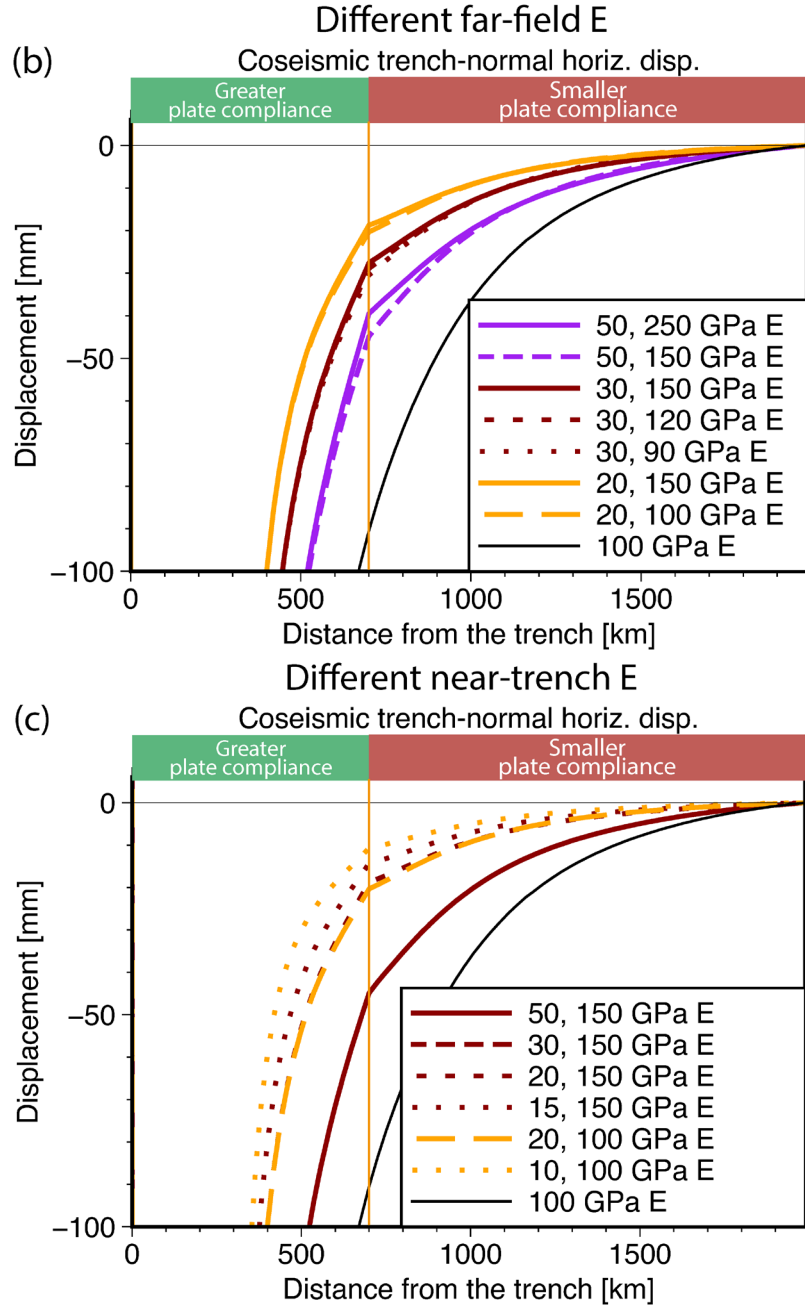 Different far-field E
(b)
Coseismic trench-normal horiz. disp.
Greater
plate compliance
Smaller
plate compliance
0
−50
−100
Displacement [mm]
50, 250 GPa E
50, 150 GPa E
30, 150 GPa E
30, 120 GPa E
30, 90 GPa E
20, 150 GPa E
20, 100 GPa E
100 GPa E
0 500 1000 1500
Distance from the trench [km]
Different near-trench E
(c)
Coseismic trench-normal horiz. disp.
Greater
plate compliance
Smaller
plate compliance
0
−50
−100
Displacement [mm]
50, 150 GPa E
30, 150 GPa E
20, 150 GPa E
15, 150 GPa E
20, 100 GPa E
10, 100 GPa E
100 GPa E
0 500 1000 1500
Distance from the trench [km]